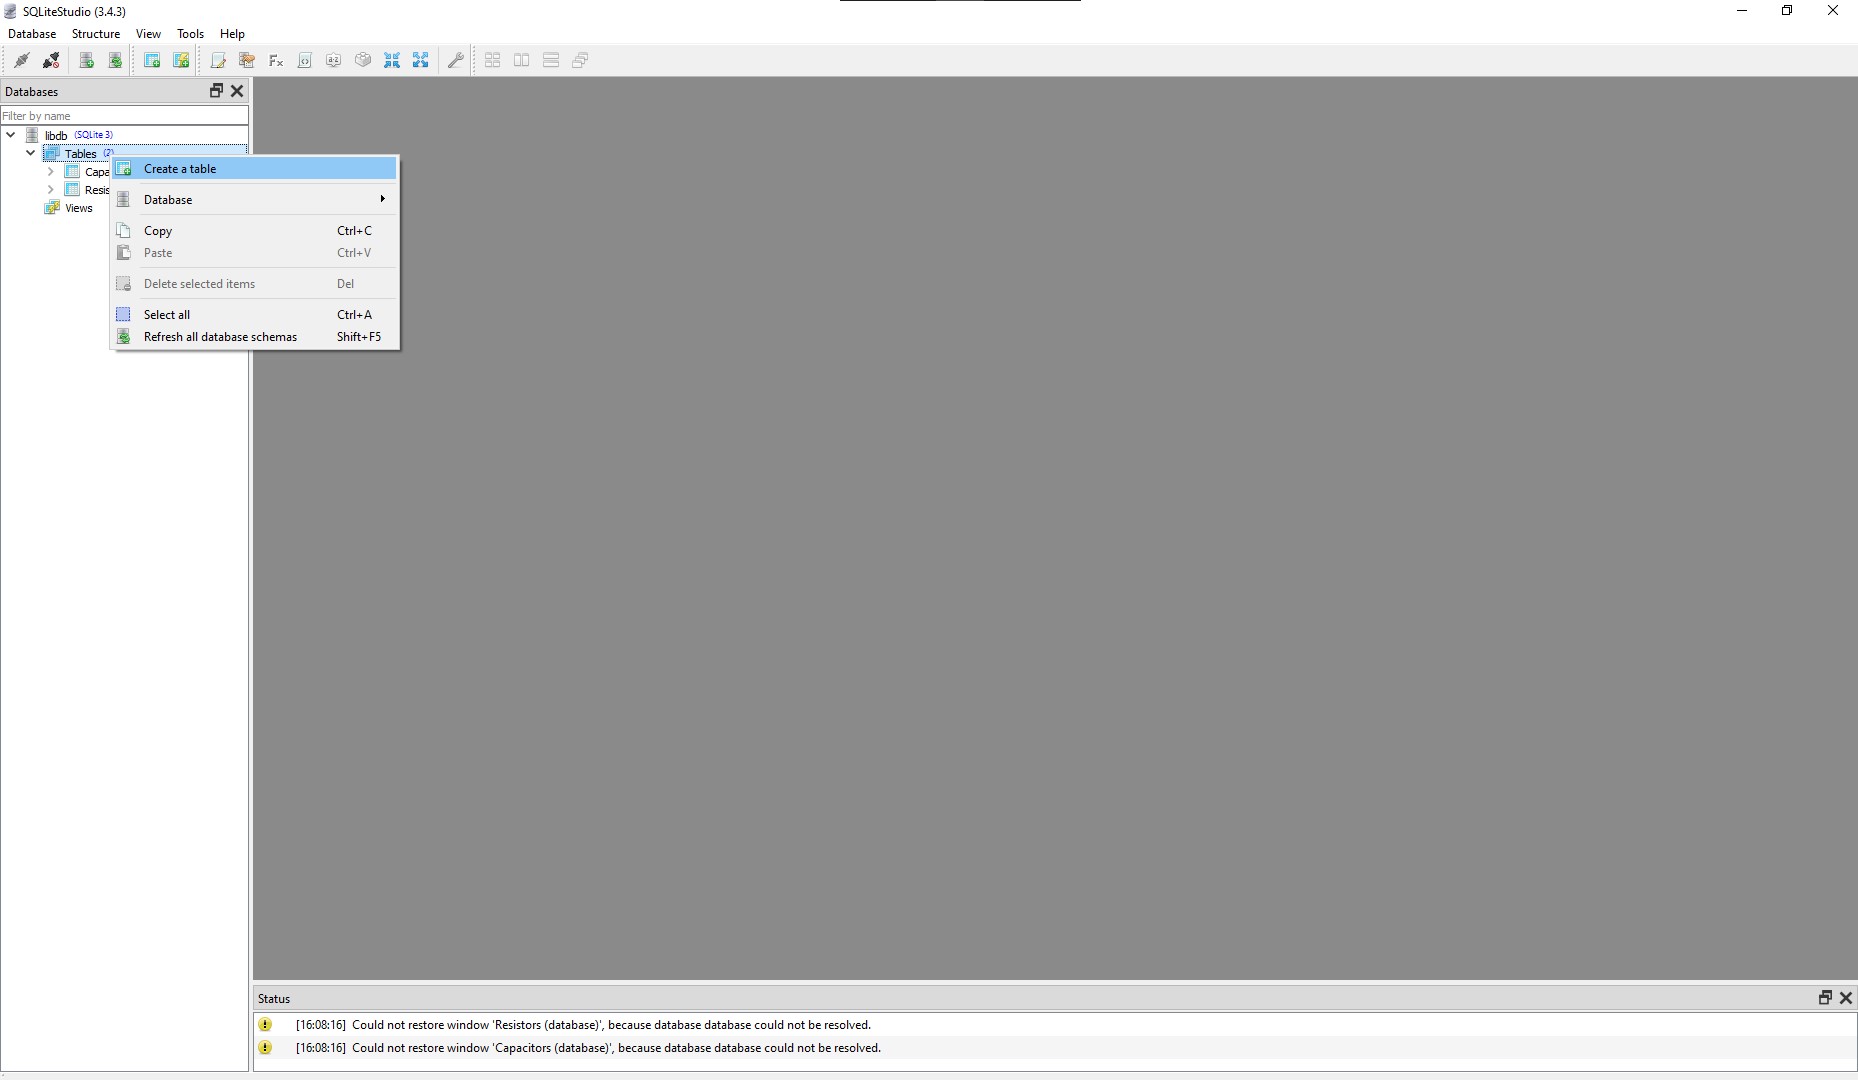 SQLiteStudio (3.4.3)
Database Structure View Tools Help
Databases
Filter by name
libdb (SQLite 3)
Tables (2)
Capa
Resis
Views
Create a table
Database
Copy Ctrl+C
Paste Ctrl+V
Delete selected items Del
Select all Ctrl+A
Refresh all database schemas Shift+F5
Status
[16:08:16] Could not restore window 'Resistors (database)', because database database could not be resolved.
[16:08:16] Could not restore window 'Capacitors (database)', because database database could not be resolved.